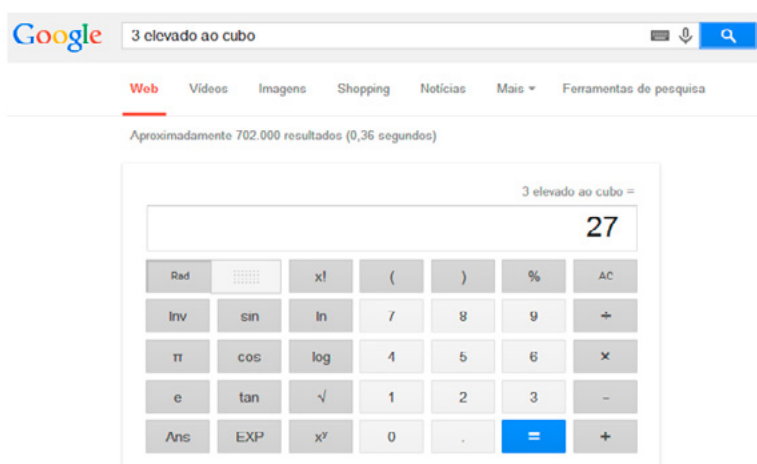 Google 3 elevado ao cubo
Web Vídeos Imagens Shopping Notícias Mais Ferramentas de pesquisa
Aproximadamente 702.000 resultados (0,36 segundos)
3 elevado ao cubo =
27
Rad x! ( ) % AC
Inv sin ln 7 8 9 ÷
π cos log 4 5 6 ×
e tan √ 1 2 3 -
Ans EXP xʸ 0 . = +